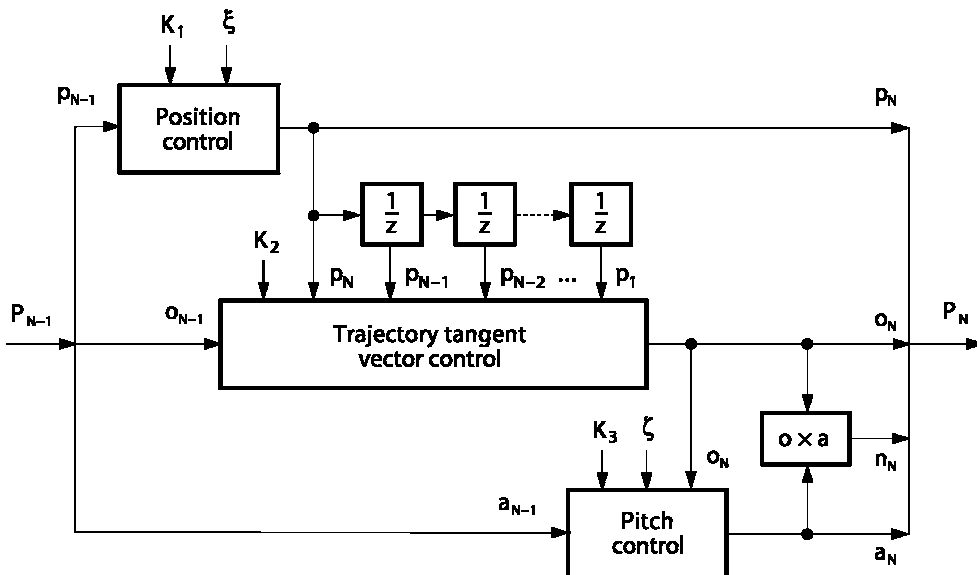 K₁ ξ
pN−1
Position
control
pN
1/z 1/z 1/z
K₂
pN pN−1 pN−2 ... p1
PN−1
oN−1
Trajectory tangent
vector control
oN
PN
K₃ ζ
oN
o × a
nN
aN−1
Pitch
control
aN